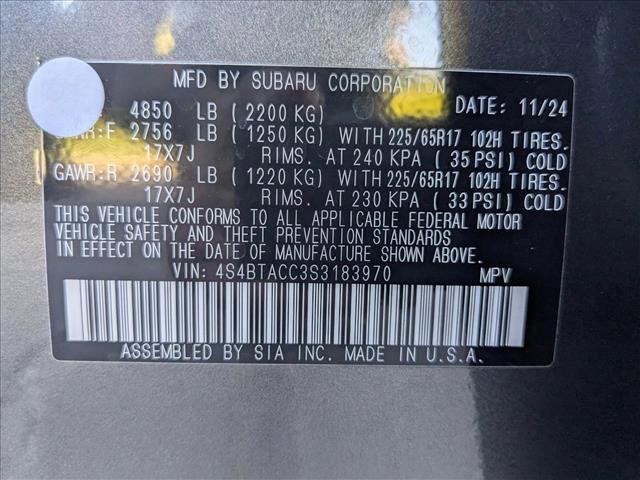 MFD BY SUBARU CORPORATION
4850 LB ( 2200 KG) DATE: 11/24
:F 2756 LB ( 1250 KG) WITH 225/65R17 102H TIRES.
17X7J RIMS. AT 240 KPA ( 35 PSI) COLD
GAWR:R 2690 LB ( 1220 KG) WITH 225/65R17 102H TIRES.
17X7J RIMS. AT 230 KPA ( 33 PSI) COLD
THIS VEHICLE CONFORMS TO ALL APPLICABLE FEDERAL MOTOR
VEHICLE SAFETY AND THEFT PREVENTION STANDARDS
IN EFFECT ON THE DATE OF MANUFACTURE SHOWN ABOVE.
VIN: 4S4BTACC3S3183970 MPV
ASSEMBLED BY SIA INC. MADE IN U.S.A.